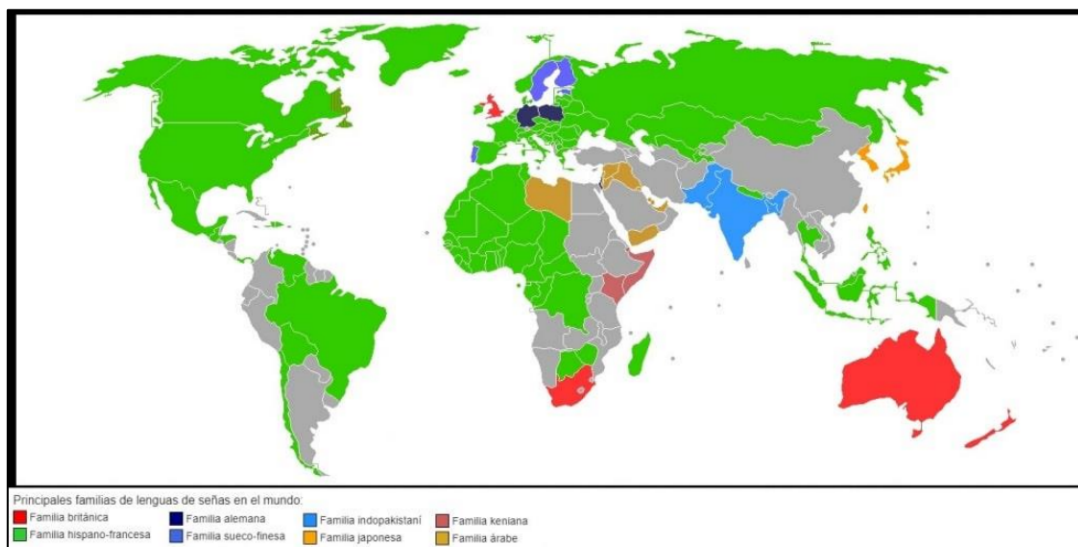 Principales familias de lenguas de señas en el mundo:
Familia británica Familia alemana Familia indopakistaní Familia keniana
Familia hispano-francesa Familia sueco-finesa Familia japonesa Familia árabe